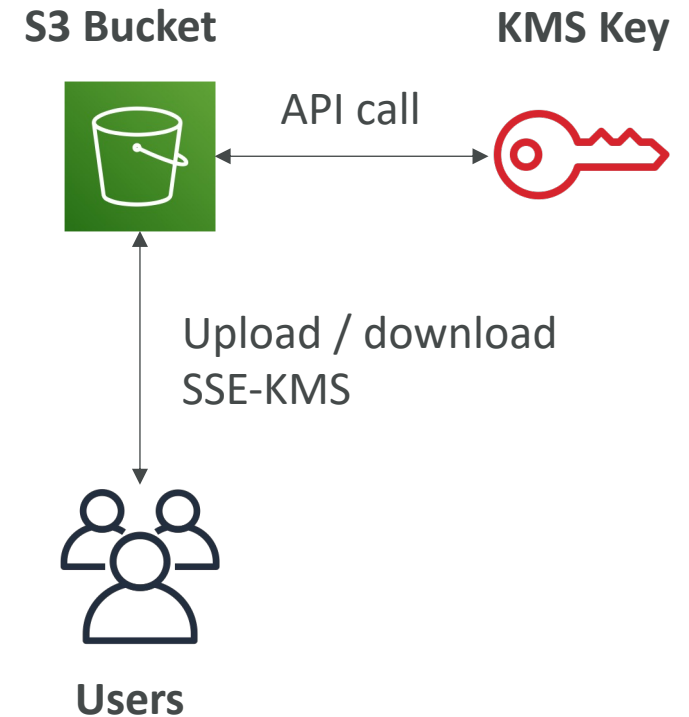 S3 Bucket
KMS Key
API call
Upload / download
SSE-KMS
Users